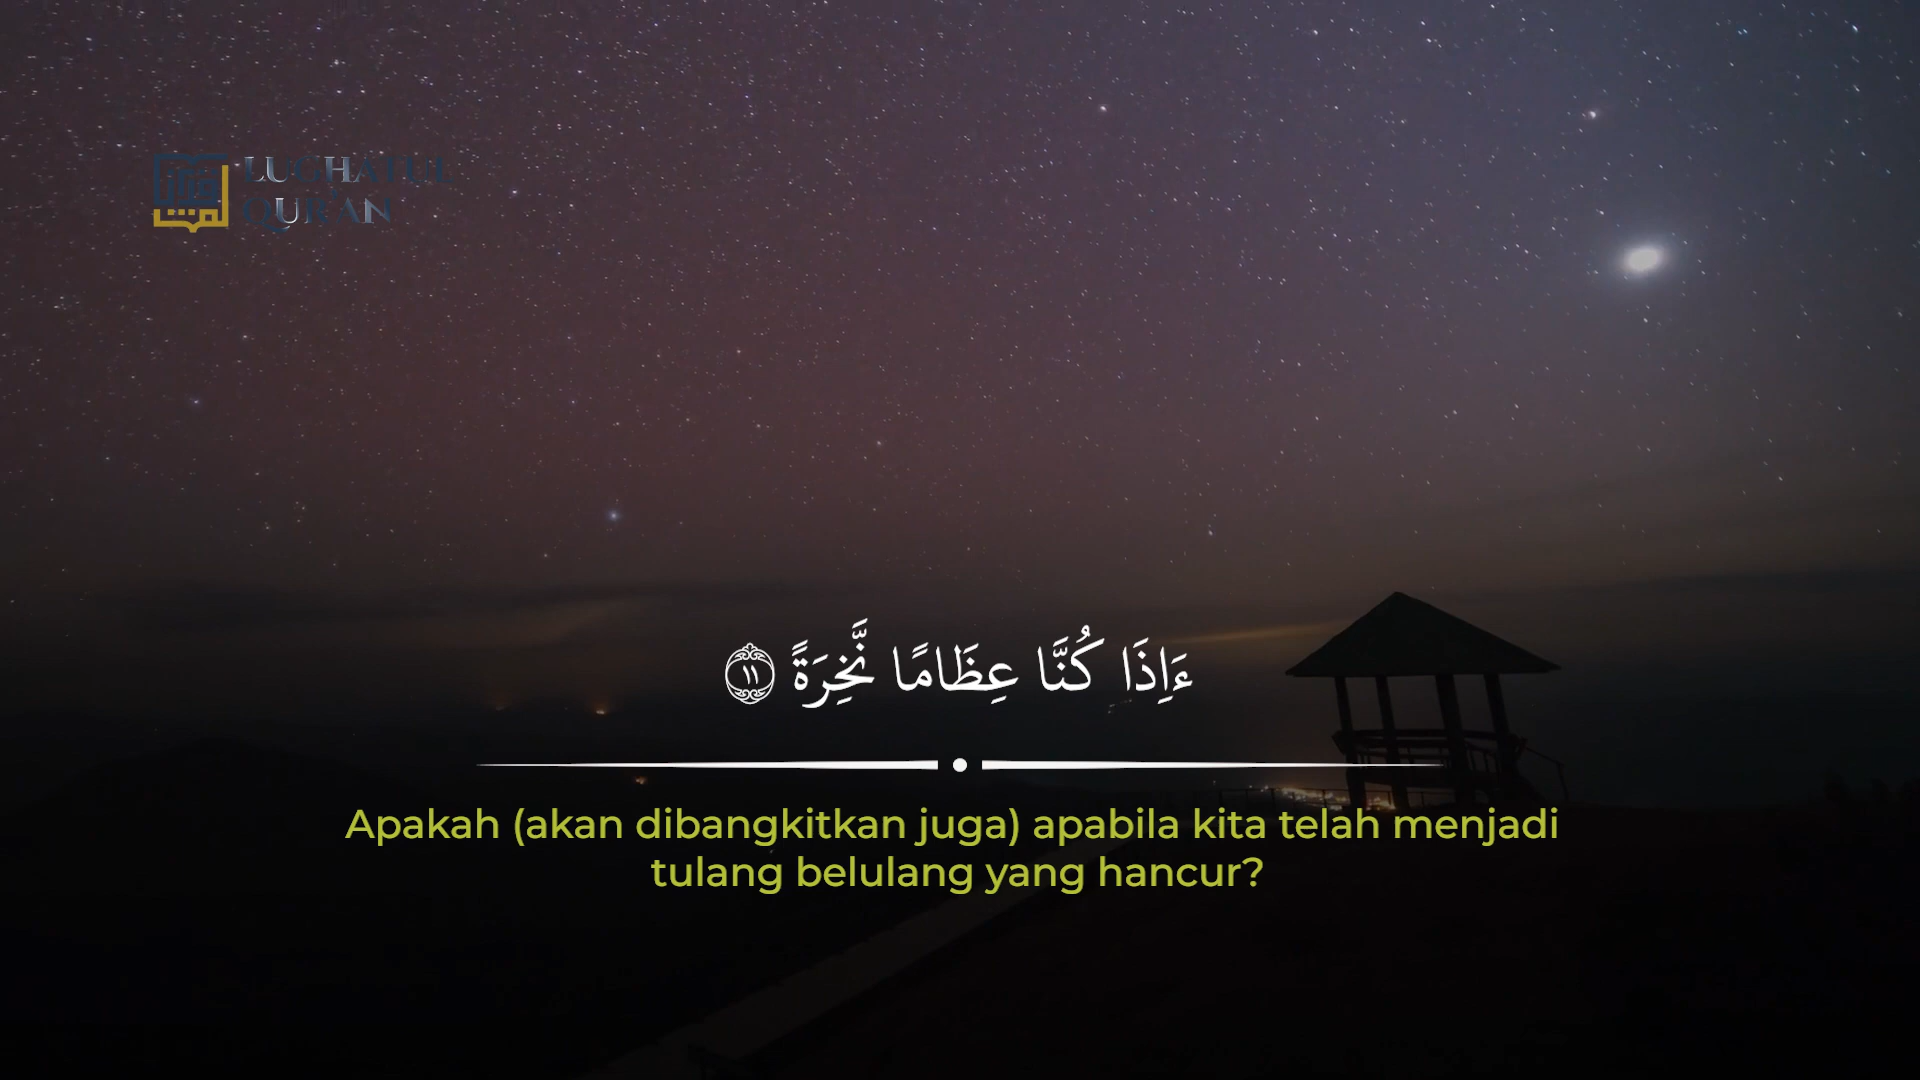 LUGHATUL
QUR'AN
ءَاِذَا كُنَّا عِظَامًا نَّخِرَةً ۝١١
Apakah (akan dibangkitkan juga) apabila kita telah menjadi
tulang belulang yang hancur?